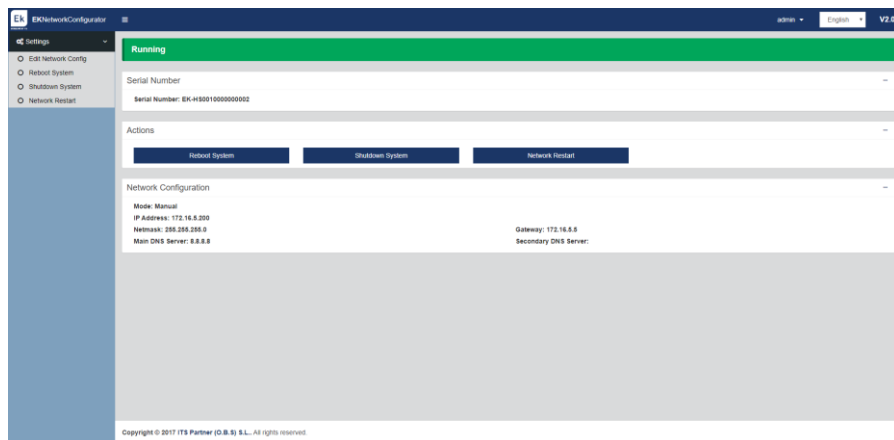 Ek EKNetworkConfigurator admin English V2.0
Settings
Edit Network Config
Reboot System
Shutdown System
Network Restart
Running
Serial Number
Serial Number: EK-HS0010000000002
Actions
Reboot System Shutdown System Network Restart
Network Configuration
Mode: Manual
IP Address: 172.16.5.200
Netmask: 255.255.255.0 Gateway: 172.16.5.5
Main DNS Server: 8.8.8.8 Secondary DNS Server:
Copyright © 2017 ITS Partner (O.B.S) S.L.. All rights reserved.